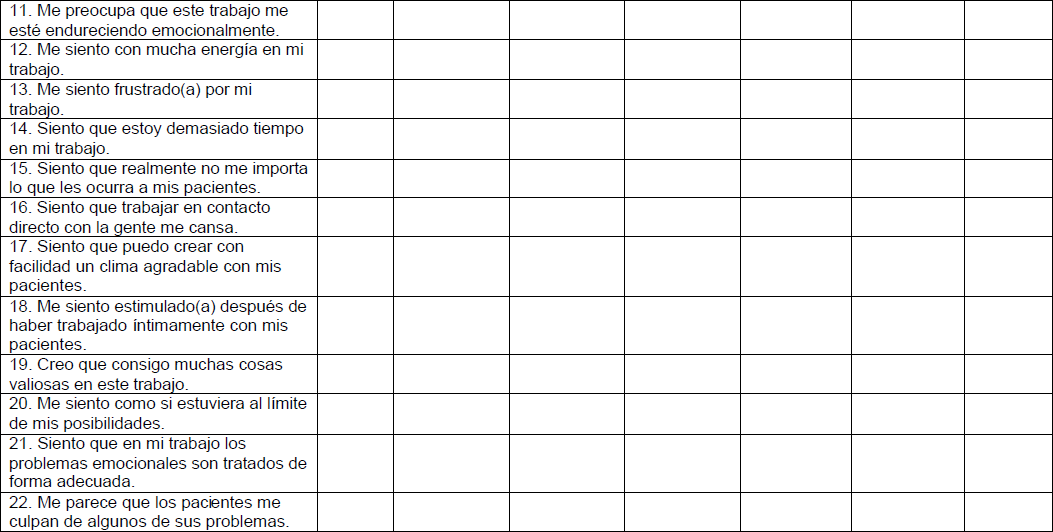 11. Me preocupa que este trabajo me
esté endureciendo emocionalmente.
12. Me siento con mucha energía en mi
trabajo.
13. Me siento frustrado(a) por mi
trabajo.
14. Siento que estoy demasiado tiempo
en mi trabajo.
15. Siento que realmente no me importa
lo que les ocurra a mis pacientes.
16. Siento que trabajar en contacto
directo con la gente me cansa.
17. Siento que puedo crear con
facilidad un clima agradable con mis
pacientes.
18. Me siento estimulado(a) después de
haber trabajado íntimamente con mis
pacientes.
19. Creo que consigo muchas cosas
valiosas en este trabajo.
20. Me siento como si estuviera al límite
de mis posibilidades.
21. Siento que en mi trabajo los
problemas emocionales son tratados de
forma adecuada.
22. Me parece que los pacientes me
culpan de algunos de sus problemas.